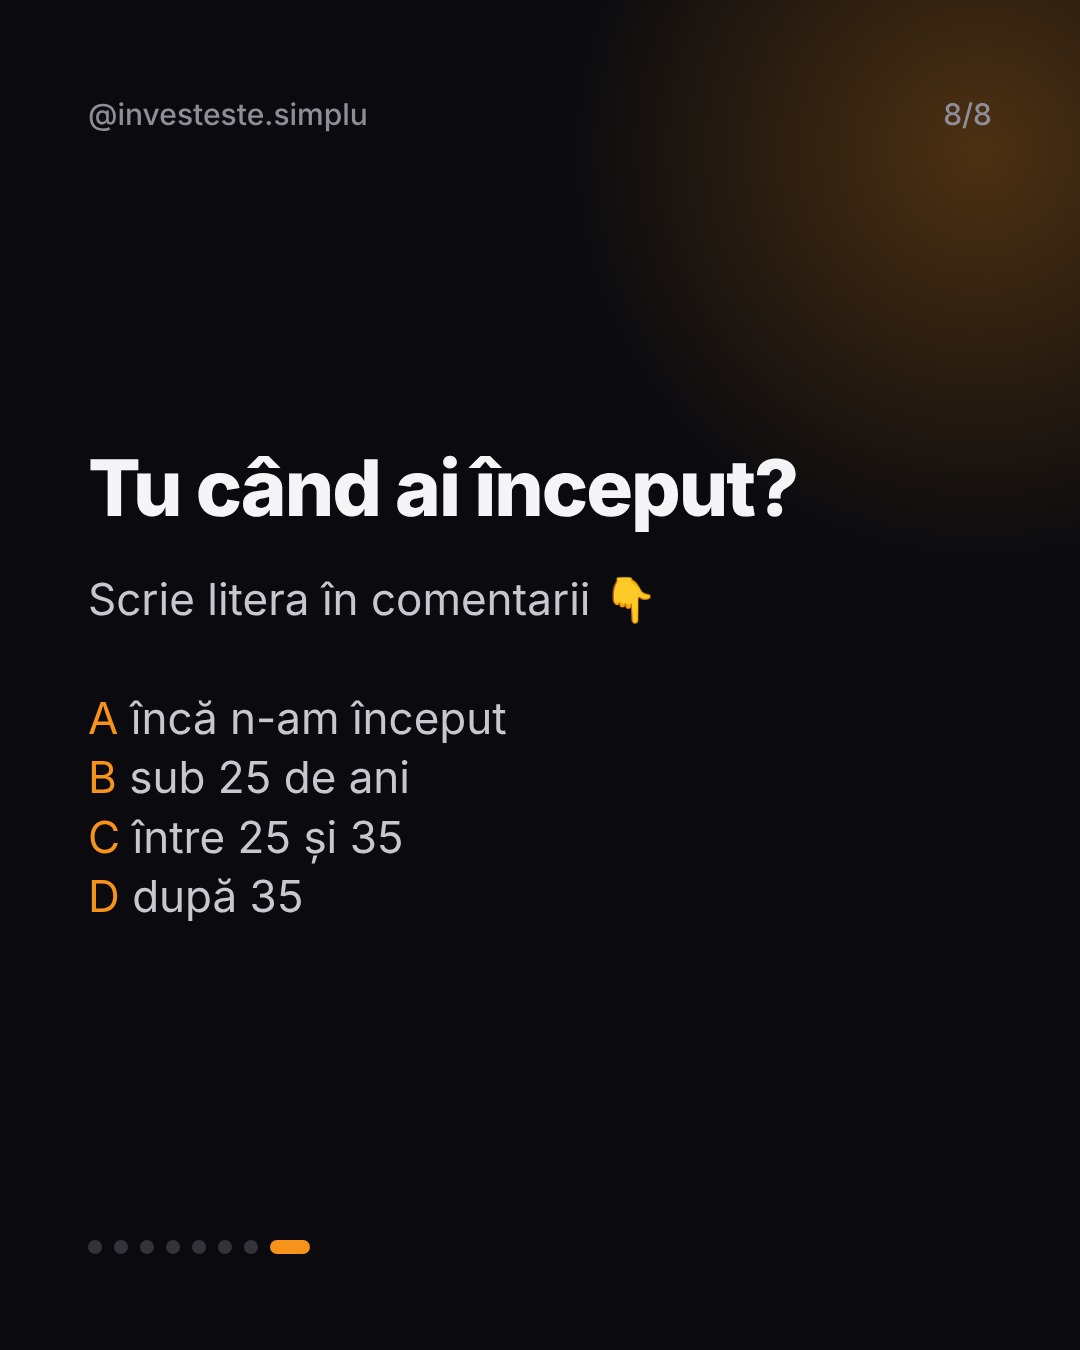 @investeste.simplu
8/8
Tu când ai început?
Scrie litera în comentarii 👇
A încă n-am început
B sub 25 de ani
C între 25 și 35
D după 35